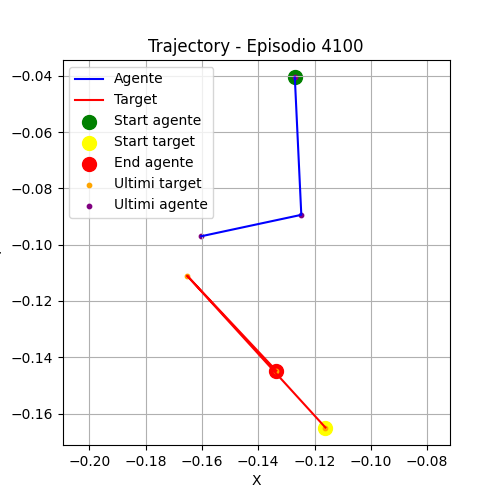 Trajectory - Episodio 4100
Agente
Target
Start agente
Start target
End agente
Ultimi target
Ultimi agente
−0.04
−0.06
−0.08
−0.10
−0.12
−0.14
−0.16
−0.20
−0.18
−0.16
−0.14
−0.12
−0.10
−0.08
X